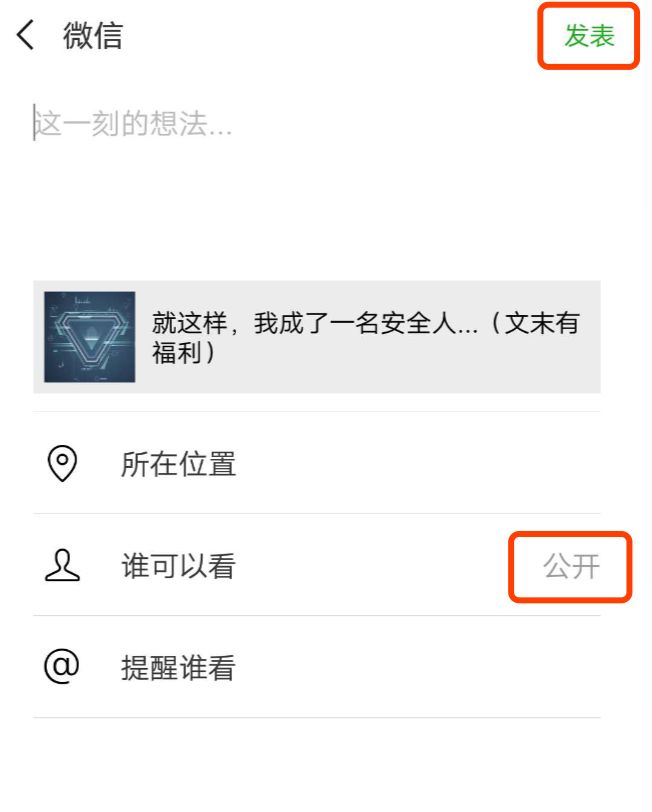 微信
发表
这一刻的想法...
就这样，我成了一名安全人...（文末有
福利）
所在位置
谁可以看
公开
@ 提醒谁看